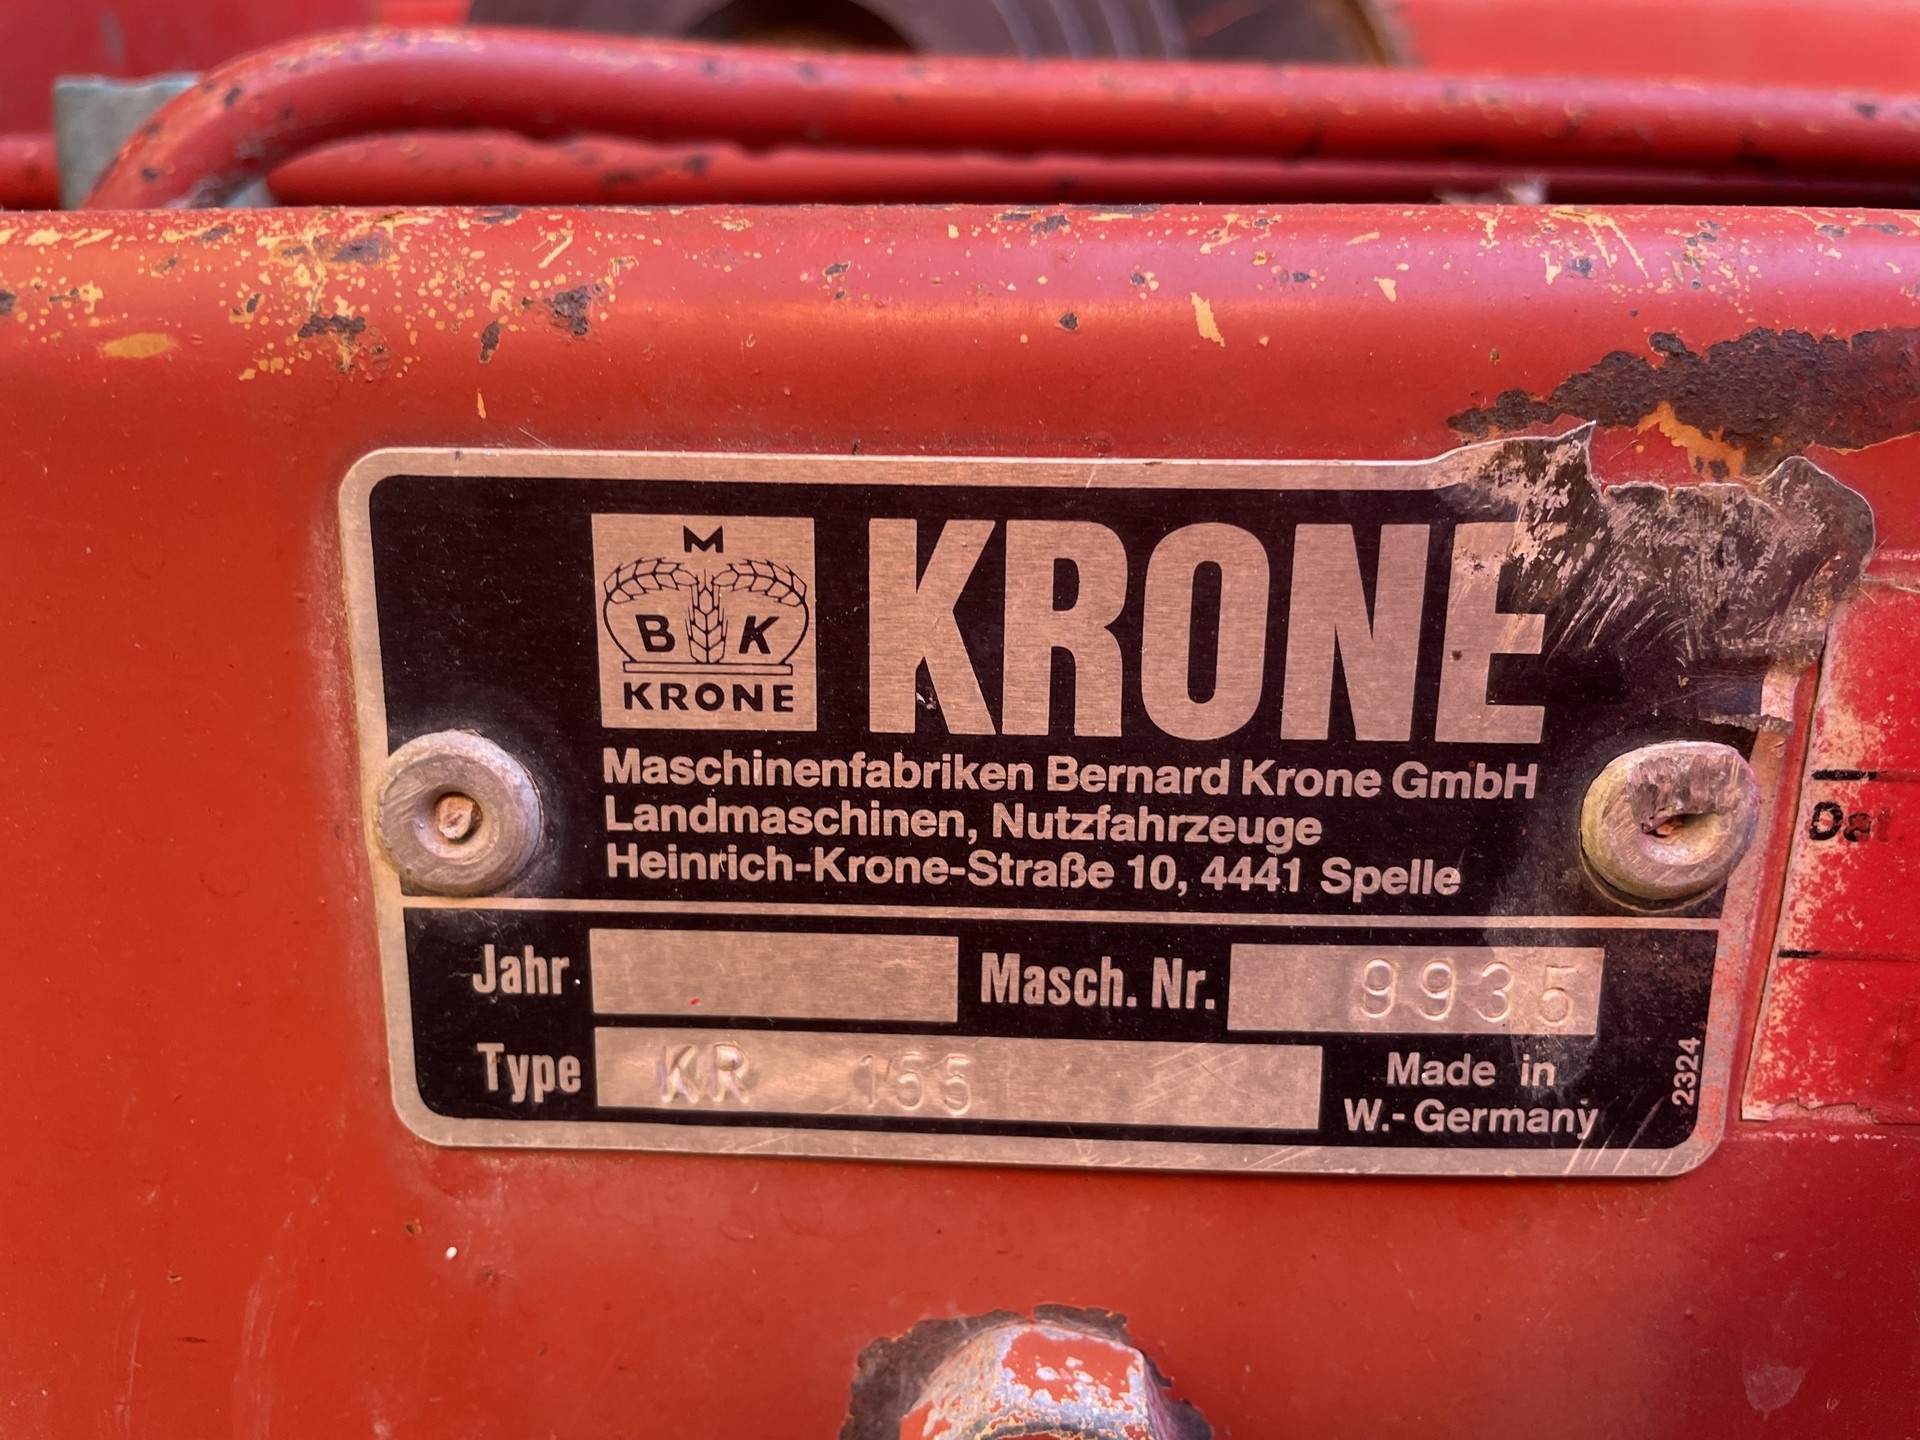 M
B K
KRONE
KRONE
Maschinenfabriken Bernard Krone GmbH
Landmaschinen, Nutzfahrzeuge
Heinrich-Krone-Straße 10, 4441 Spelle
Jahr Masch. Nr. 9935
Type KR 155
Made in
W.-Germany
2324
Dat.